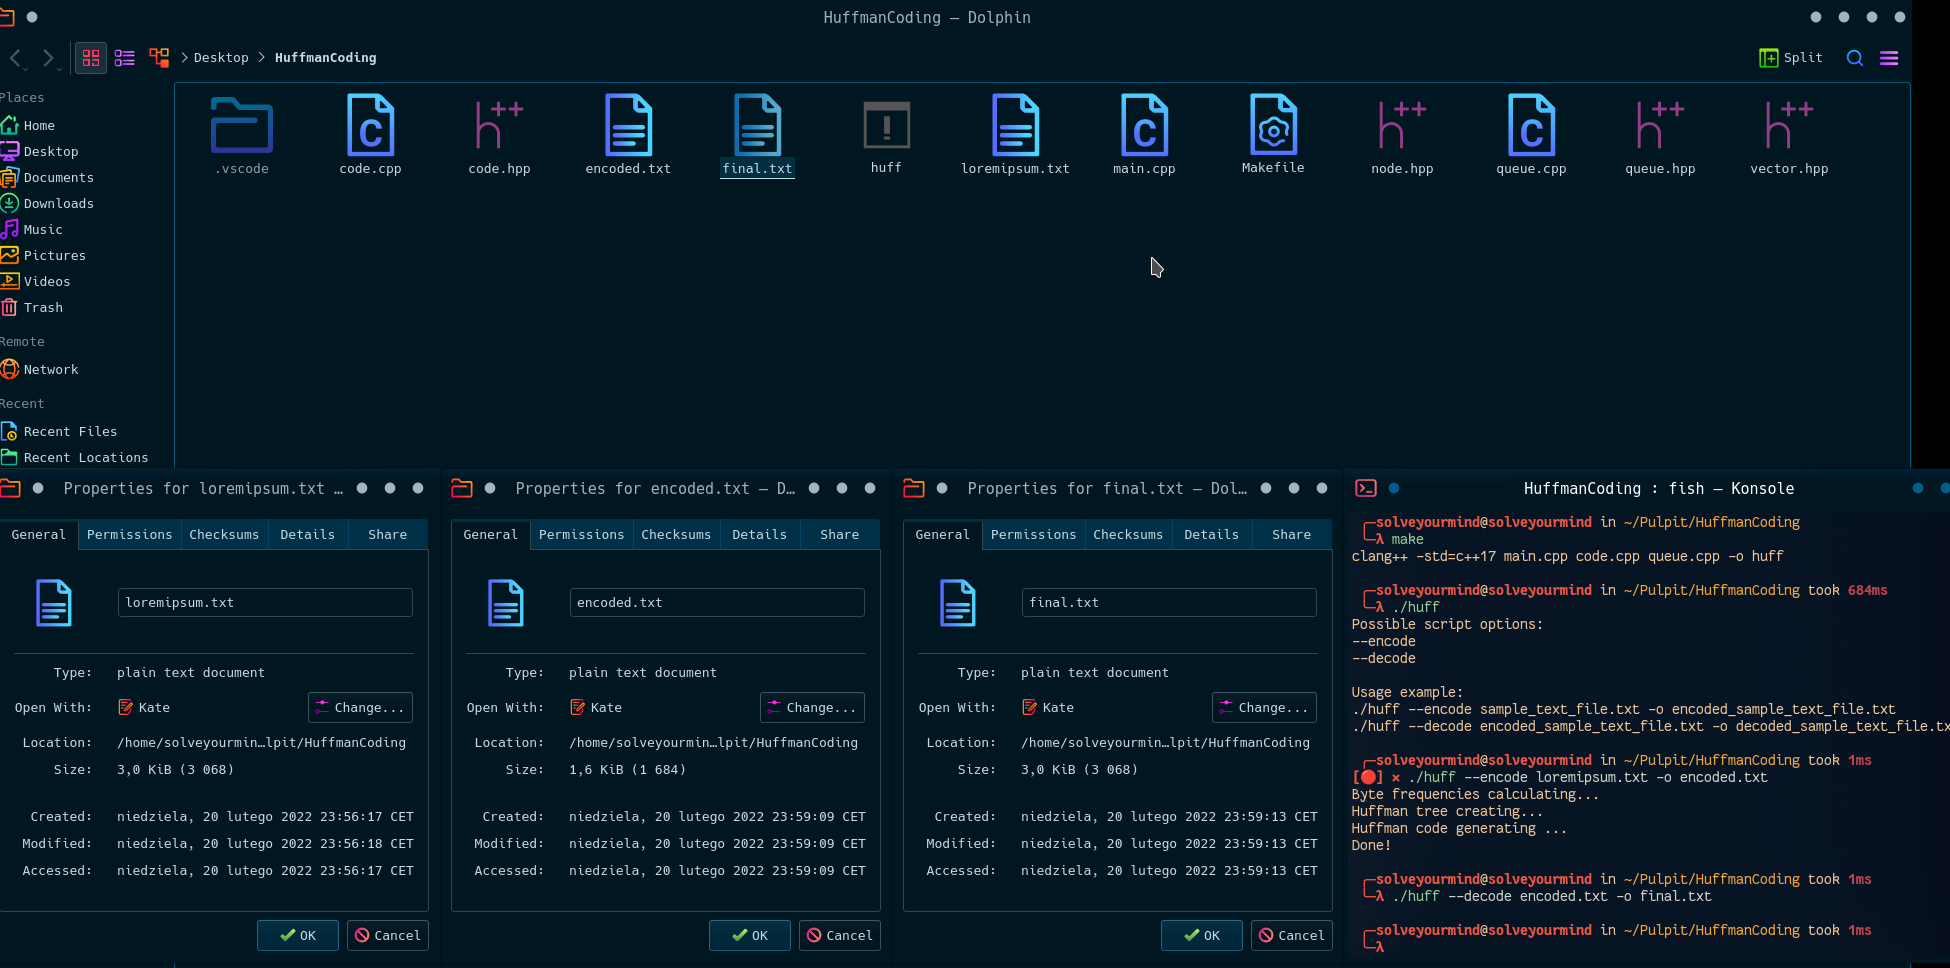 HuffmanCoding — Dolphin
Desktop
HuffmanCoding
Split
Places
Home
Desktop
Documents
Downloads
Music
Pictures
Videos
Trash
Remote
Network
Recent
Recent Files
Recent Locations
.vscode
code.cpp
code.hpp
encoded.txt
final.txt
huff
loremipsum.txt
main.cpp
Makefile
node.hpp
queue.cpp
queue.hpp
vector.hpp
Properties for loremipsum.txt …
General Permissions Checksums Details Share
loremipsum.txt
Type: plain text document
Open With: Kate Change...
Location: /home/solveyourmin…lpit/HuffmanCoding
Size: 3,0 KiB (3 068)
Created: niedziela, 20 lutego 2022 23:56:17 CET
Modified: niedziela, 20 lutego 2022 23:56:18 CET
Accessed: niedziela, 20 lutego 2022 23:56:17 CET
OK Cancel
Properties for encoded.txt — D…
General Permissions Checksums Details Share
encoded.txt
Type: plain text document
Open With: Kate Change...
Location: /home/solveyourmin…lpit/HuffmanCoding
Size: 1,6 KiB (1 684)
Created: niedziela, 20 lutego 2022 23:59:09 CET
Modified: niedziela, 20 lutego 2022 23:59:09 CET
Accessed: niedziela, 20 lutego 2022 23:59:09 CET
OK Cancel
Properties for final.txt — Dol…
General Permissions Checksums Details Share
final.txt
Type: plain text document
Open With: Kate Change...
Location: /home/solveyourmin…lpit/HuffmanCoding
Size: 3,0 KiB (3 068)
Created: niedziela, 20 lutego 2022 23:59:13 CET
Modified: niedziela, 20 lutego 2022 23:59:13 CET
Accessed: niedziela, 20 lutego 2022 23:59:13 CET
OK Cancel
HuffmanCoding : fish — Konsole
╭─solveyourmind@solveyourmind in ~/Pulpit/HuffmanCoding
╰─λ make
clang++ -std=c++17 main.cpp code.cpp queue.cpp -o huff
╭─solveyourmind@solveyourmind in ~/Pulpit/HuffmanCoding took 684ms
╰─λ ./huff
Possible script options:
--encode
--decode
Usage example:
./huff --encode sample_text_file.txt -o encoded_sample_text_file.txt
./huff --decode encoded_sample_text_file.txt -o decoded_sample_text_file.tx
╭─solveyourmind@solveyourmind in ~/Pulpit/HuffmanCoding took 1ms
[🔴] × ./huff --encode loremipsum.txt -o encoded.txt
Byte frequencies calculating...
Huffman tree creating...
Huffman code generating ...
Done!
╭─solveyourmind@solveyourmind in ~/Pulpit/HuffmanCoding took 1ms
╰─λ ./huff --decode encoded.txt -o final.txt
╭─solveyourmind@solveyourmind in ~/Pulpit/HuffmanCoding took 1ms
╰─λ